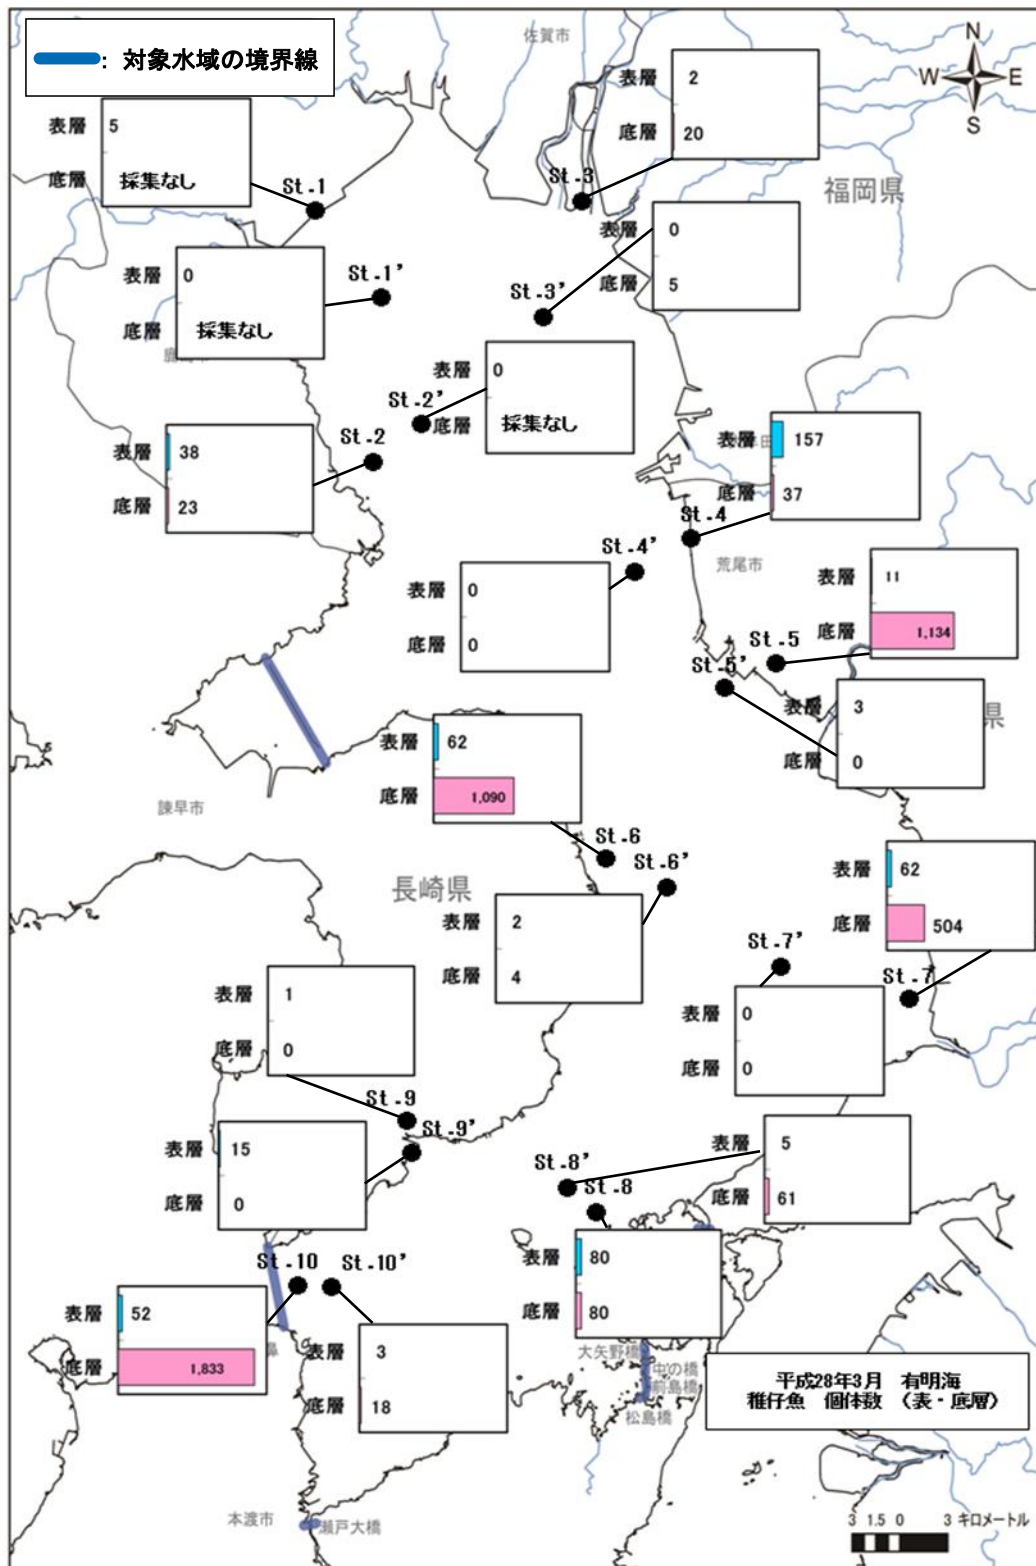 : 対象水域の境界線
佐賀市
N
W E
S
表層 2
底層 20
St.3
表層 5
底層 採集なし
St.1
福岡県
表層 0
底層 5
St.3’
表層 0
底層 採集なし
St.1’
表層 0
底層 採集なし
St.2’
表層 38
底層 23
St.2
表層 157
底層 37
St.4
表層 0
底層 0
St.4’
荒尾市
表層 11
底層 1,134
St.5
St.5’
表層 3
底層 0
県
表層 62
底層 1,090
St.6
諫早市
長崎県
St.6’
表層 2
底層 4
表層 62
底層 504
St.7
St.7’
表層 0
底層 0
表層 1
底層 0
St.9
St.9’
表層 15
底層 0
St.8’
表層 5
底層 61
St.8
表層 80
底層 80
St.10
St.10’
表層 52
底層 1,833
鼻
表層 3
底層 18
大矢野橋
中の橋
前島橋
松島橋
平成28年3月 有明海
稚仔魚 個体数 （表・底層）
本渡市
瀬戸大橋
3 1.5 0 3 キロメートル